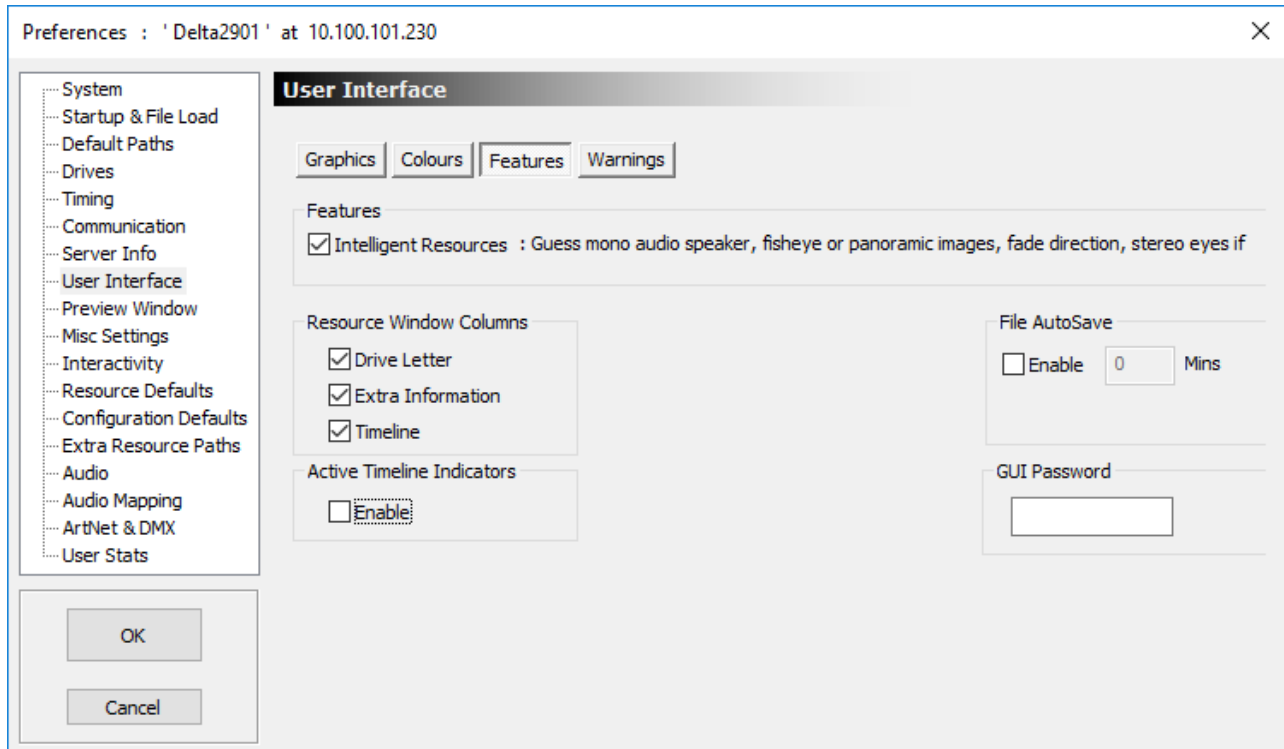 Preferences : ' Delta2901 ' at 10.100.101.230
System
Startup & File Load
Default Paths
Drives
Timing
Communication
Server Info
User Interface
Preview Window
Misc Settings
Interactivity
Resource Defaults
Configuration Defaults
Extra Resource Paths
Audio
Audio Mapping
ArtNet & DMX
User Stats
OK
Cancel
User Interface
Graphics Colours Features Warnings
Features
Intelligent Resources : Guess mono audio speaker, fisheye or panoramic images, fade direction, stereo eyes if
Resource Window Columns
Drive Letter
Extra Information
Timeline
Active Timeline Indicators
Enable
File AutoSave
Enable 0 Mins
GUI Password